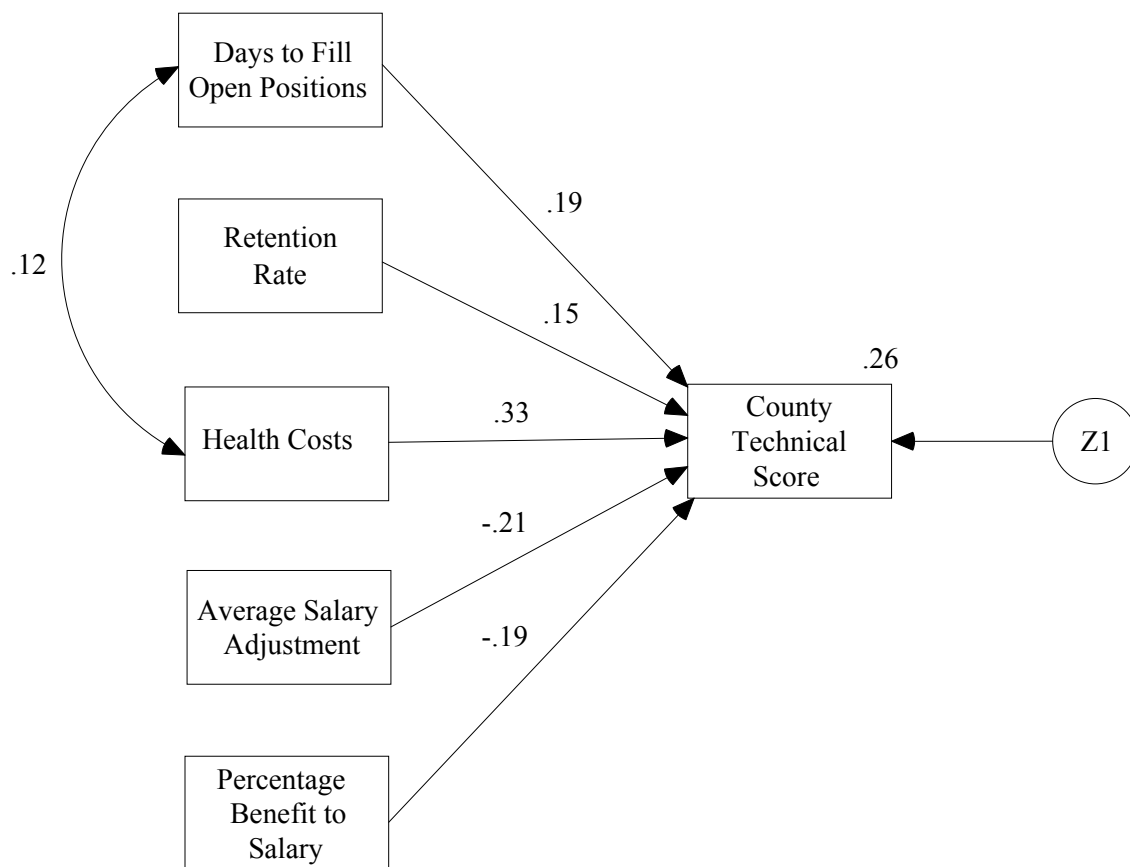 Days to Fill
Open Positions
.19
Retention
Rate
.12
.15
.26
Health Costs
.33
County
Technical
Score
Z1
-.21
Average Salary
Adjustment
-.19
Percentage
Benefit to
Salary